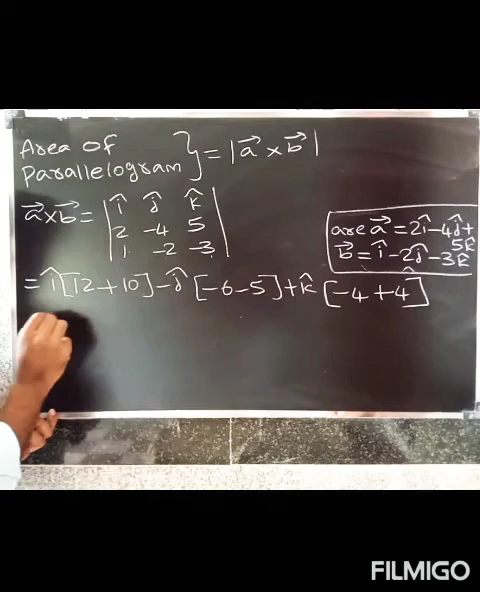 Area of
Parallelogram } = |a⃗ × b⃗|
a⃗×b⃗ = | î ĵ k̂ |
| 2 -4 5 |
| 1 -2 -3 |
are a⃗ = 2î - 4ĵ +
5k̂
b⃗ = î - 2ĵ - 3k̂
= î [12 + 10] - ĵ [-6 - 5] + k̂ [-4 + 4]
FILMIGO